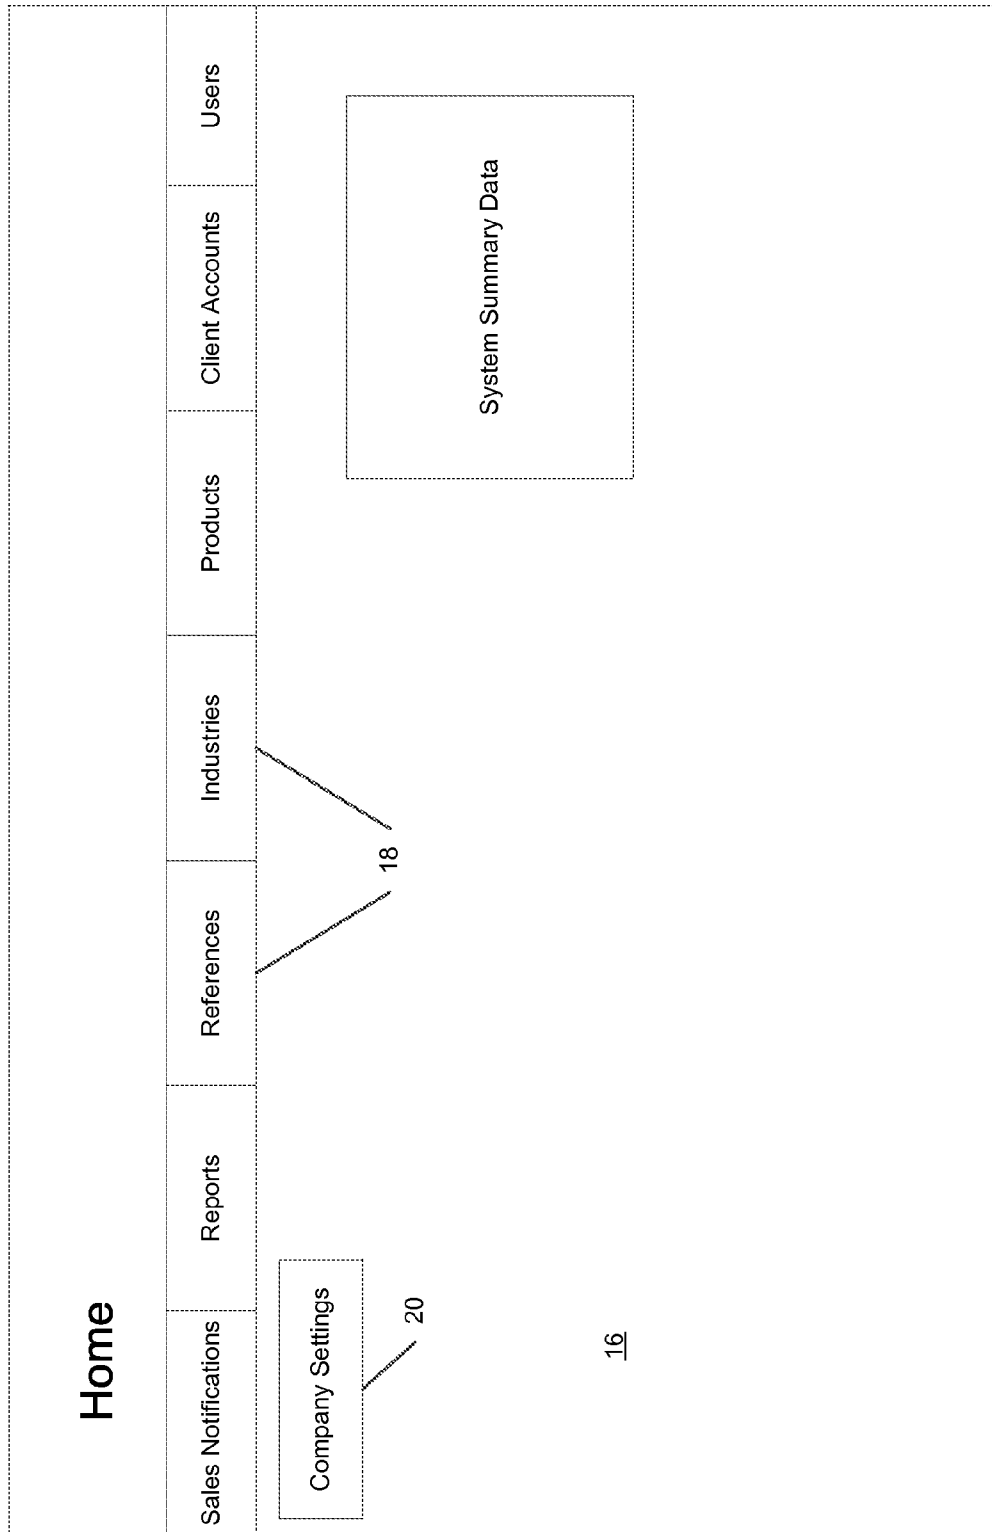 Home
Sales Notifications
Reports
References
Industries
Products
Client Accounts
Users
Company Settings
20
18
System Summary Data
16